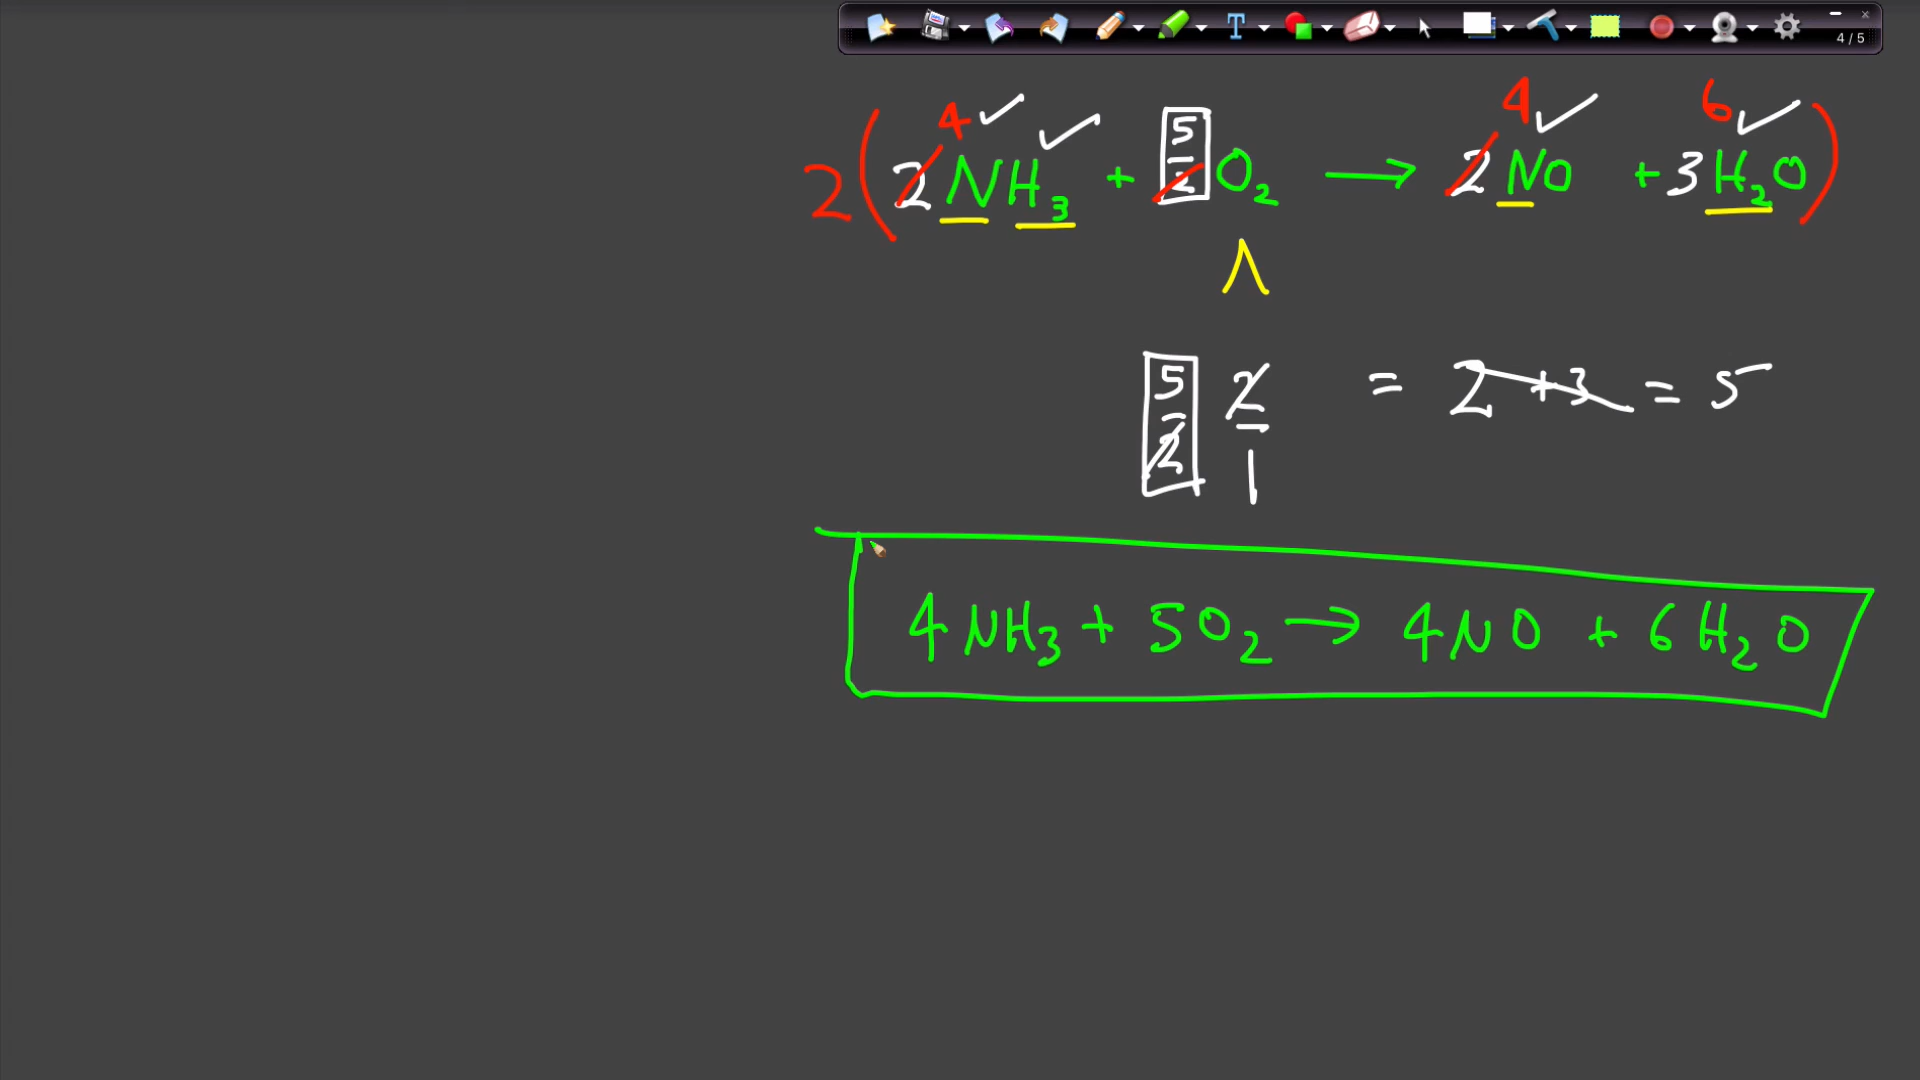 4 / 5
4 4 6
2(2NH₃ + 5/2 O₂ → 2NO + 3H₂O)
5/2 2/1 = 2 + 3 = 5
4NH₃ + 5O₂ → 4NO + 6H₂O